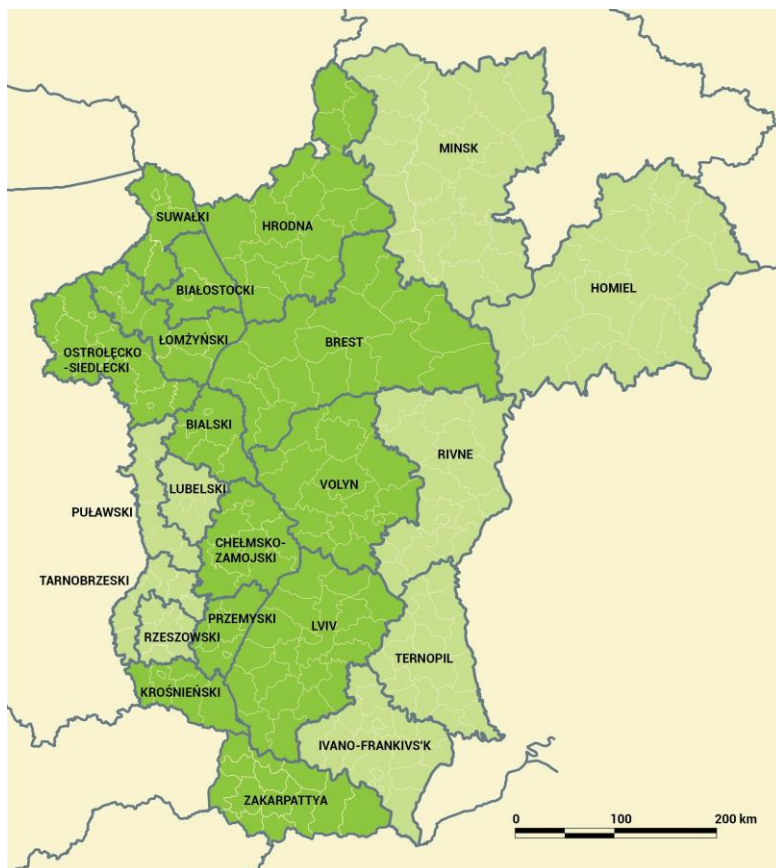 MINSK
SUWAŁKI
HRODNA
BIAŁOSTOCKI
HOMIEL
ŁOMŻYŃSKI
BREST
OSTROŁĘCKO
-SIEDLECKI
BIALSKI
RIVNE
VOLYN
LUBELSKI
PUŁAWSKI
CHEŁMSKO-
ZAMOJSKI
TARNOBRZESKI
PRZEMYSKI
LVIV
RZESZOWSKI
TERNOPIL
KROŚNIEŃSKI
IVANO-FRANKIVS'K
ZAKARPATTYA
0 100 200 km